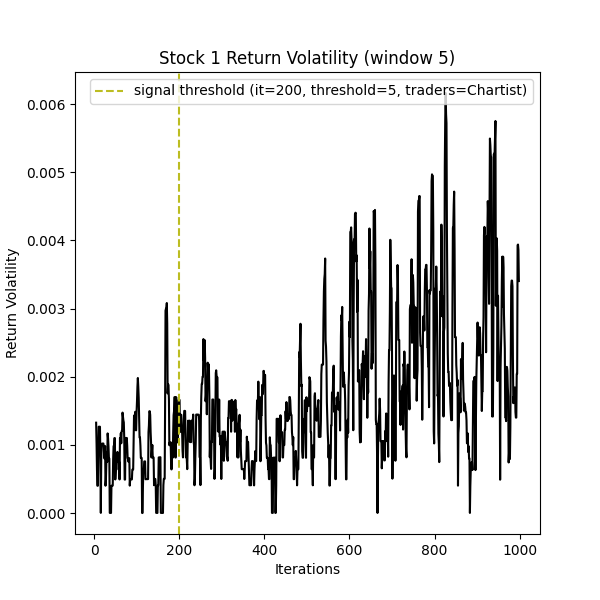 Stock 1 Return Volatility (window 5)
signal threshold (it=200, threshold=5, traders=Chartist)
0.006
0.005
0.004
0.003
0.002
0.001
0.000
Return Volatility
0 200 400 600 800 1000
Iterations